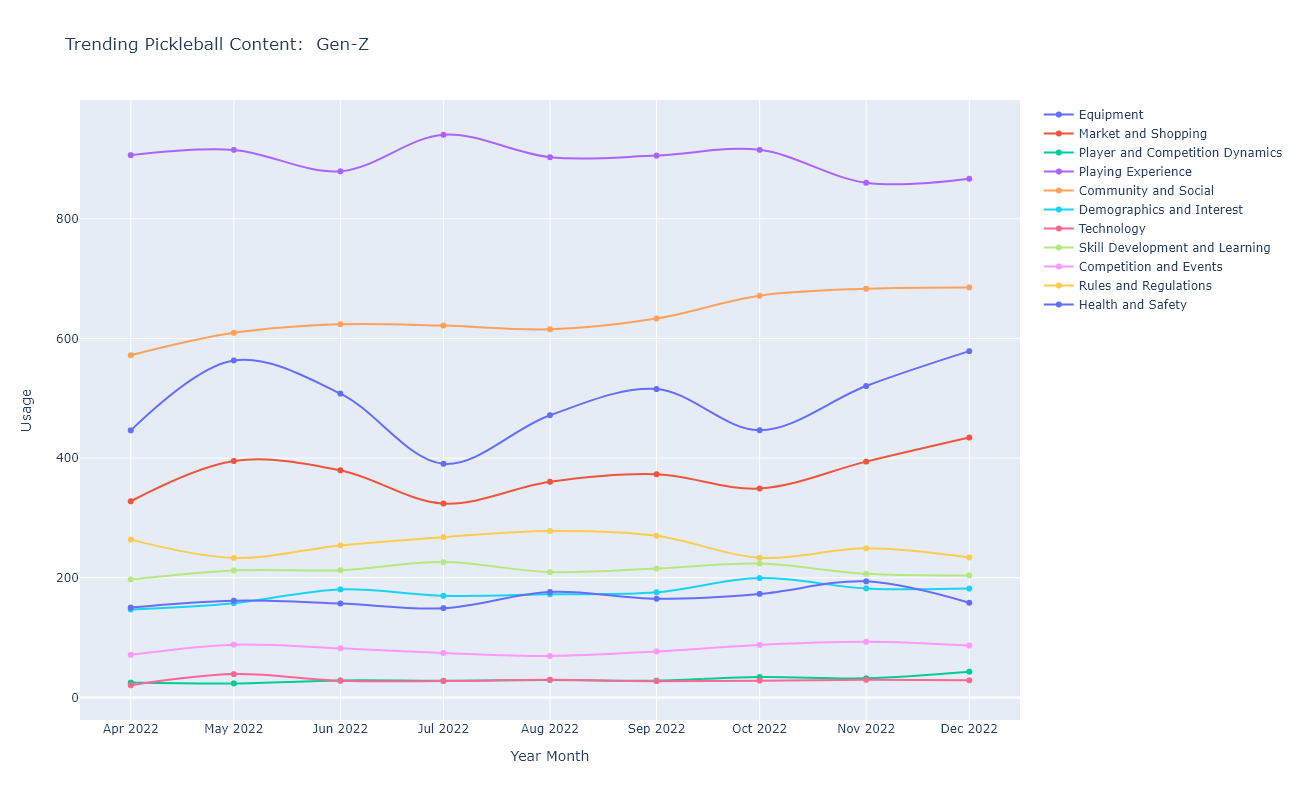 Trending Pickleball Content:  Gen-Z
Equipment
Market and Shopping
Player and Competition Dynamics
Playing Experience
Community and Social
Demographics and Interest
Technology
Skill Development and Learning
Competition and Events
Rules and Regulations
Health and Safety
Usage
800
600
400
200
0
Apr 2022
May 2022
Jun 2022
Jul 2022
Aug 2022
Sep 2022
Oct 2022
Nov 2022
Dec 2022
Year Month